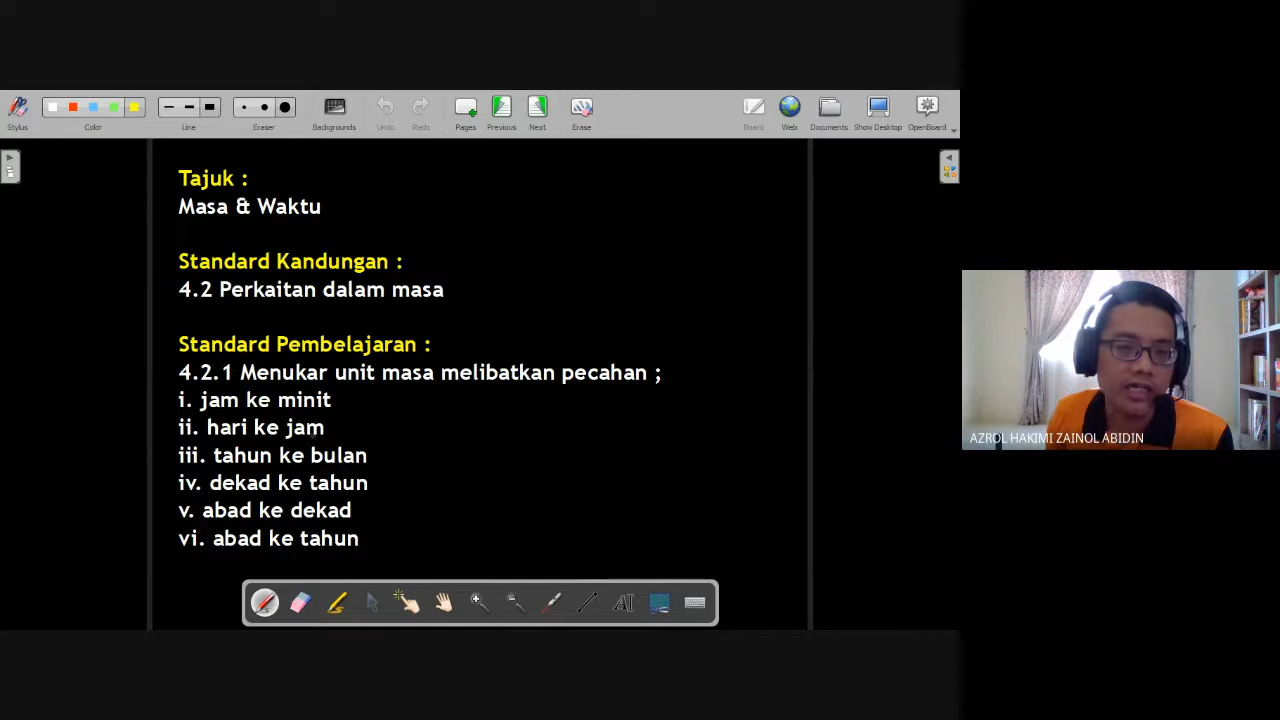 Stylus
Color
Line
Eraser
Backgrounds
Undo
Redo
Pages
Previous
Next
Erase
Board
Web
Documents
Show Desktop
OpenBoard
Tajuk :
Masa & Waktu
Standard Kandungan :
4.2 Perkaitan dalam masa
Standard Pembelajaran :
4.2.1 Menukar unit masa melibatkan pecahan ;
i. jam ke minit
ii. hari ke jam
iii. tahun ke bulan
iv. dekad ke tahun
v. abad ke dekad
vi. abad ke tahun
AI
AZROL HAKIMI ZAINOL ABIDIN